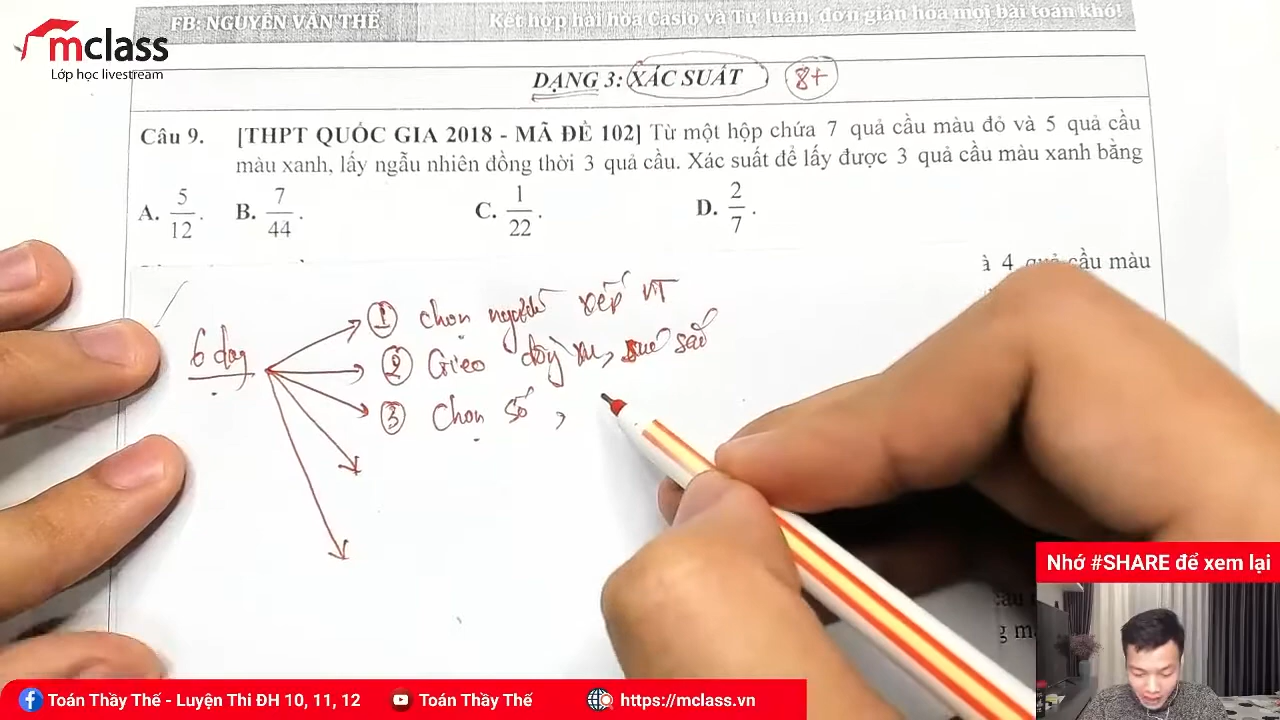 FB: NGUYỄN VĂN THẾ
Kết hợp hài hòa Casio và Tự luận, đơn giản hóa mọi bài toán khó!
mclass
Lớp học livestream
DẠNG 3: XÁC SUẤT 8+
Câu 9. [THPT QUỐC GIA 2018 - MÃ ĐỀ 102] Từ một hộp chứa 7 quả cầu màu đỏ và 5 quả cầu
màu xanh, lấy ngẫu nhiên đồng thời 3 quả cầu. Xác suất để lấy được 3 quả cầu màu xanh bằng
A. 5/12. B. 7/44. C. 1/22. D. 2/7.
à 4 quả cầu màu
6 dạng
① chọn người xếp VT
② Gieo đồng xu, súc sắc
③ Chọn số,
Nhớ #SHARE để xem lại
Toán Thầy Thế - Luyện Thi ĐH 10, 11, 12
Toán Thầy Thế
https://mclass.vn